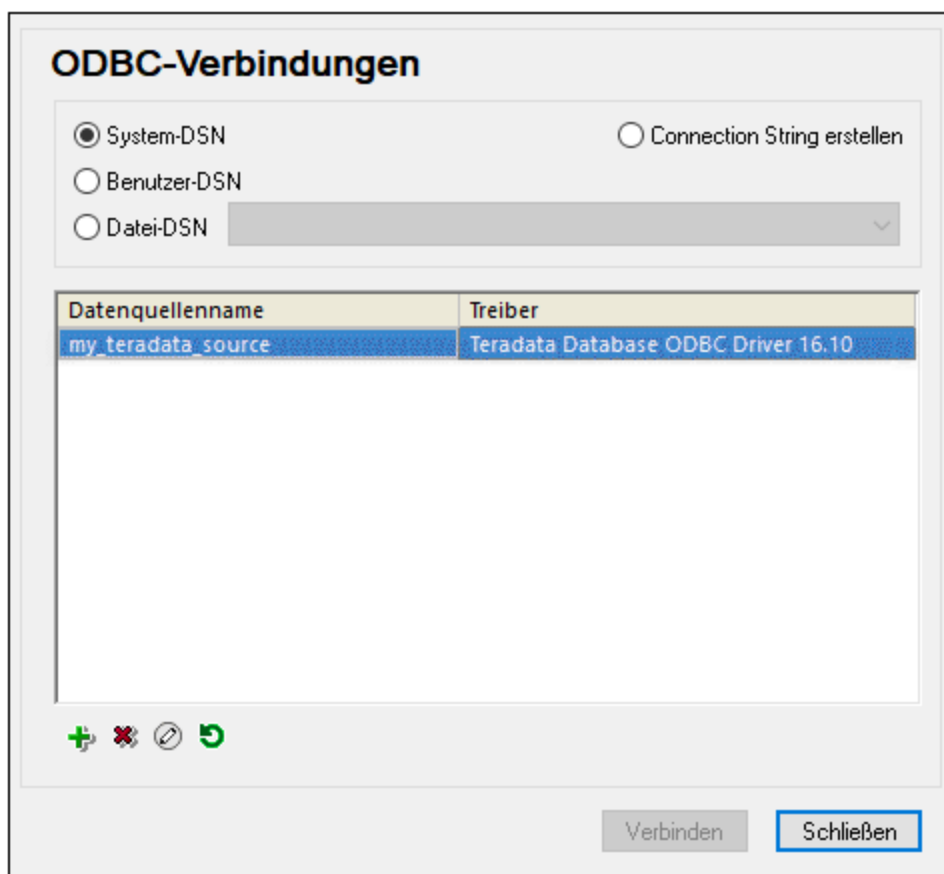 ODBC-Verbindungen
System-DSN Connection String erstellen
Benutzer-DSN
Datei-DSN
Datenquellenname Treiber
my_teradata_source Teradata Database ODBC Driver 16.10
Verbinden Schließen